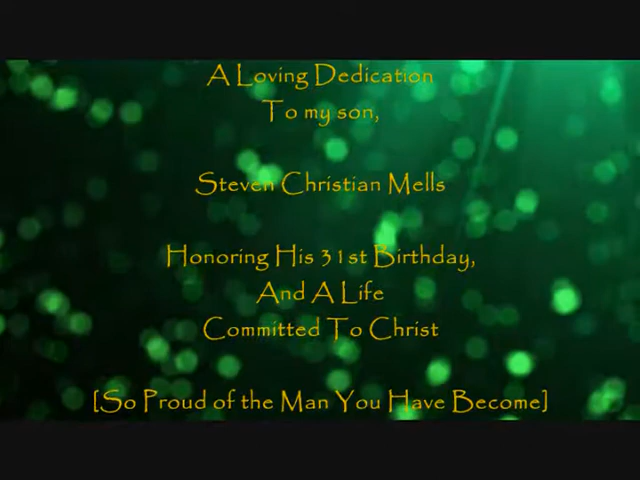 A Loving Dedication
To my son,
Steven Christian Mells
Honoring His 31st Birthday,
And A Life
Committed To Christ
[So Proud of the Man You Have Become]